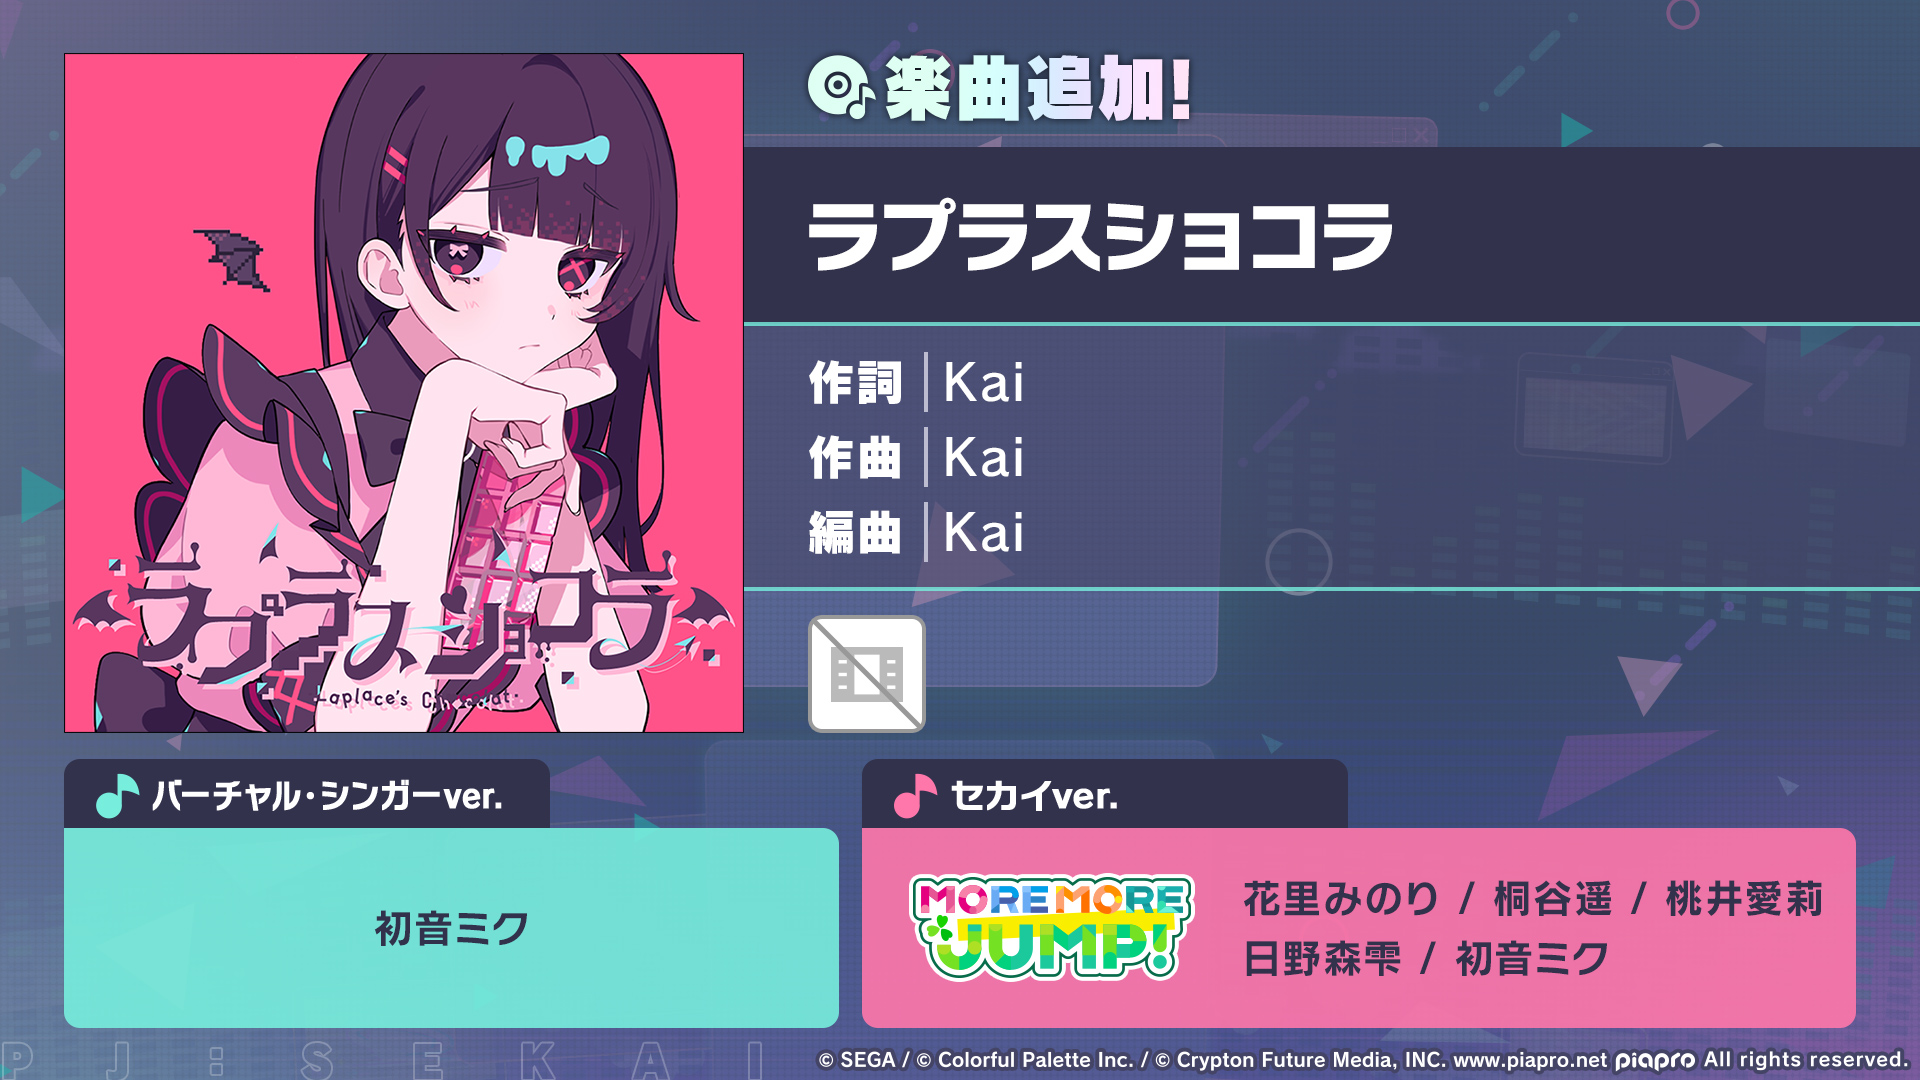 楽曲追加!
ラプラスショコラ
作詞 Kai
作曲 Kai
編曲 Kai
ラプラスショコラ
Laplace's Chocolat
バーチャル・シンガーver.
初音ミク
セカイver.
MORE MORE JUMP!
花里みのり / 桐谷遥 / 桃井愛莉
日野森雫 / 初音ミク
PJ:SEKAI
© SEGA / © Colorful Palette Inc. / © Crypton Future Media, INC. www.piapro.net piapro All rights reserved.